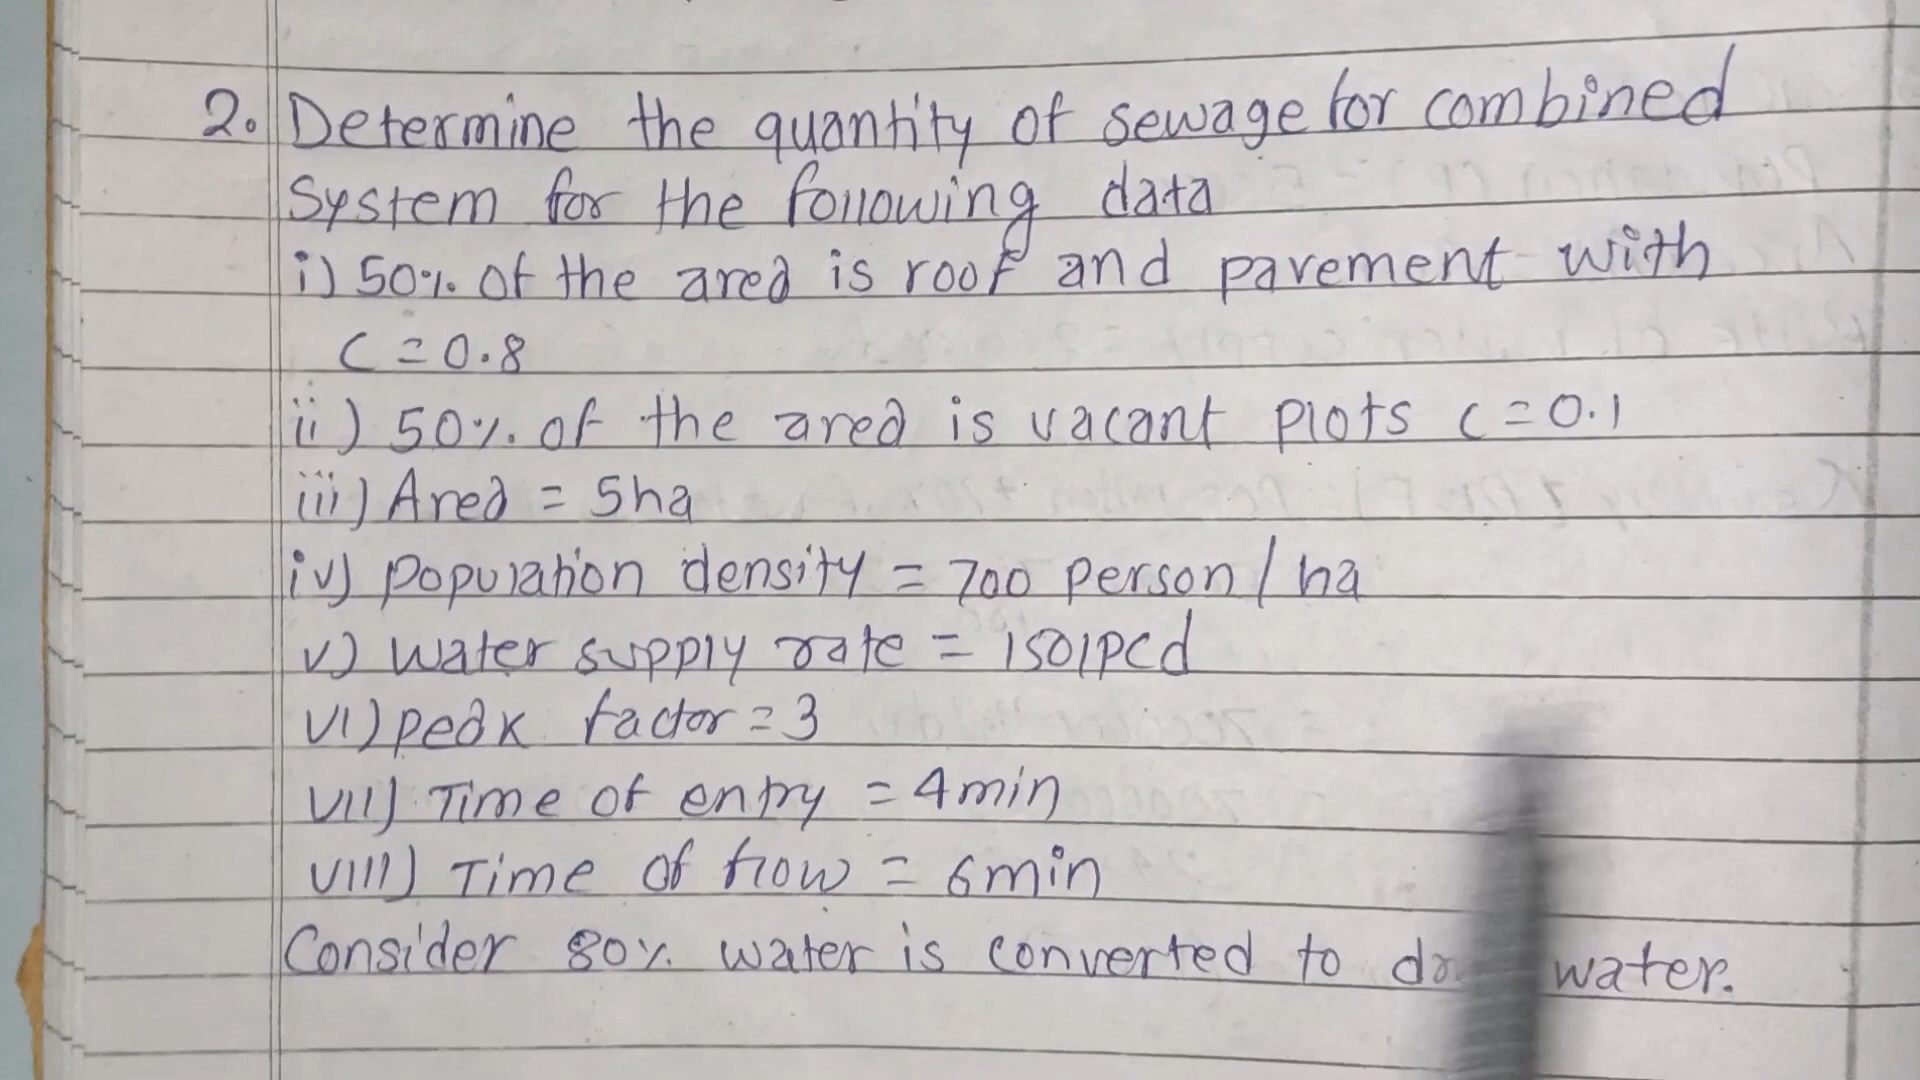 2. Determine the quantity of sewage for combined
System for the following data
i) 50% of the area is roof and pavement with
C = 0.8
ii) 50% of the area is vacant plots C = 0.1
iii) Area = 5ha
iv) Population density = 700 person / ha
v) water supply rate = 150lpcd
vi) peak factor = 3
vii) Time of entry = 4min
viii) Time of flow = 6min
Consider 80% water is converted to water.